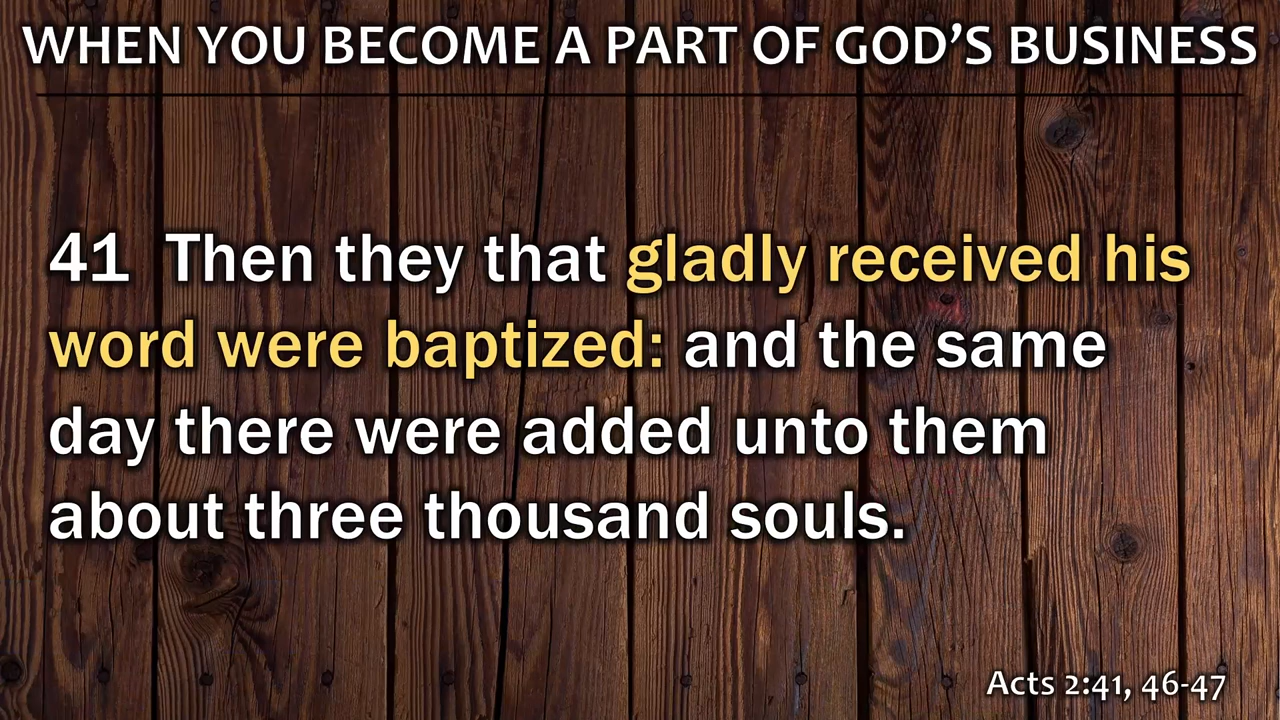 WHEN YOU BECOME A PART OF GOD’S BUSINESS
41 Then they that gladly received his
word were baptized: and the same
day there were added unto them
about three thousand souls.
Acts 2:41, 46-47